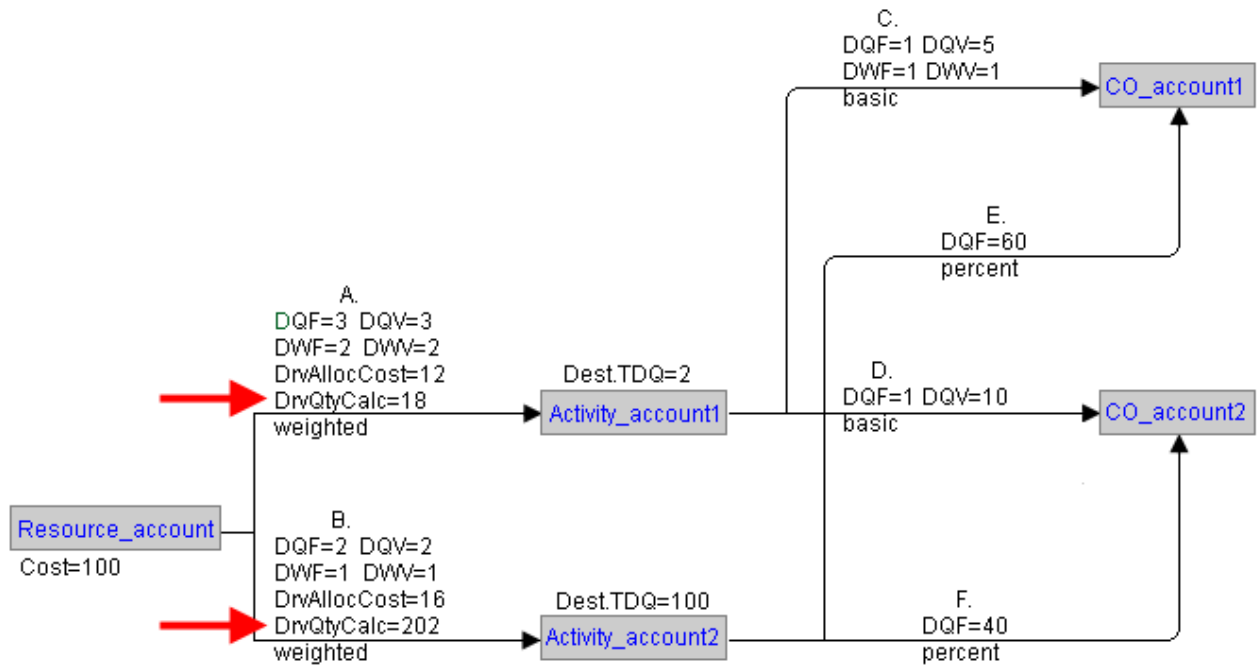 C.
DQF=1 DQV=5
DWF=1 DWV=1
basic
CO_account1
E.
DQF=60
percent
A.
DQF=3 DQV=3
DWF=2 DWV=2
DrvAllocCost=12
DrvQtyCalc=18
weighted
Dest.TDQ=2
Activity_account1
D.
DQF=1 DQV=10
basic
CO_account2
Resource_account
Cost=100
B.
DQF=2 DQV=2
DWF=1 DWV=1
DrvAllocCost=16
DrvQtyCalc=202
weighted
Dest.TDQ=100
Activity_account2
F.
DQF=40
percent